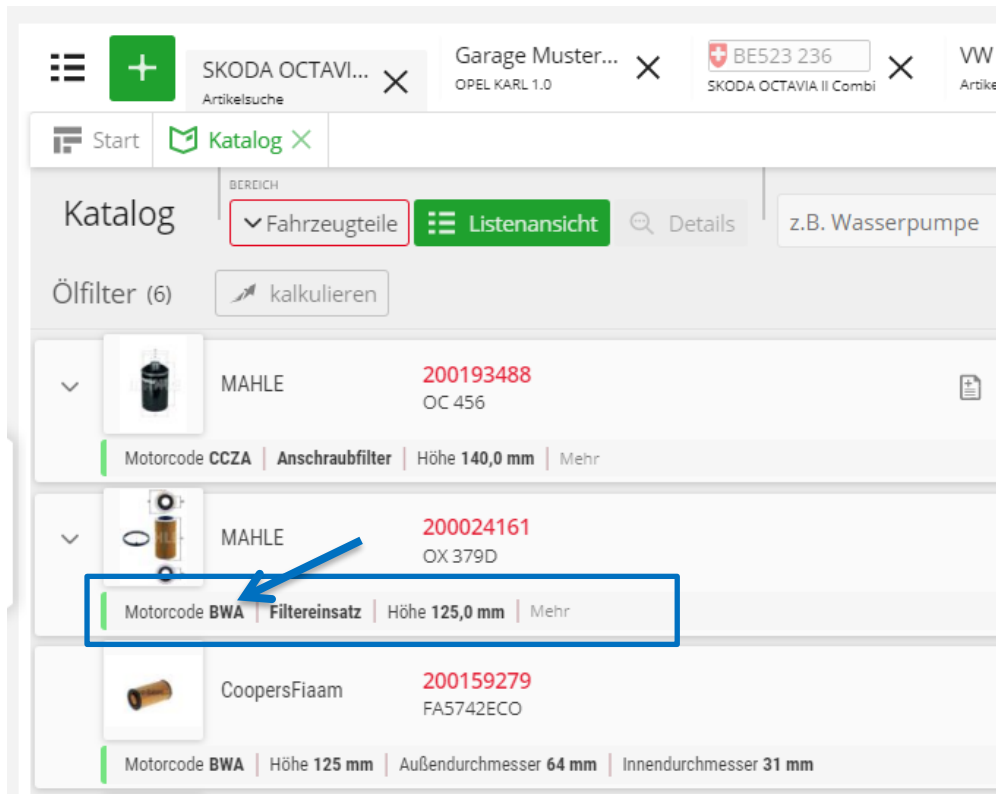 SKODA OCTAVI...
Artikelsuche
Garage Muster...
OPEL KARL 1.0
BE523 236
SKODA OCTAVIA II Combi
VW
Artike
Start
Katalog
Katalog
BEREICH
Fahrzeugteile
Listenansicht
Details
z.B. Wasserpumpe
Ölfilter (6)
kalkulieren
MAHLE
200193488
OC 456
Motorcode CCZA | Anschraubfilter | Höhe 140,0 mm | Mehr
MAHLE
200024161
OX 379D
Motorcode BWA | Filtereinsatz | Höhe 125,0 mm | Mehr
CoopersFiaam
200159279
FA5742ECO
Motorcode BWA | Höhe 125 mm | Außendurchmesser 64 mm | Innendurchmesser 31 mm